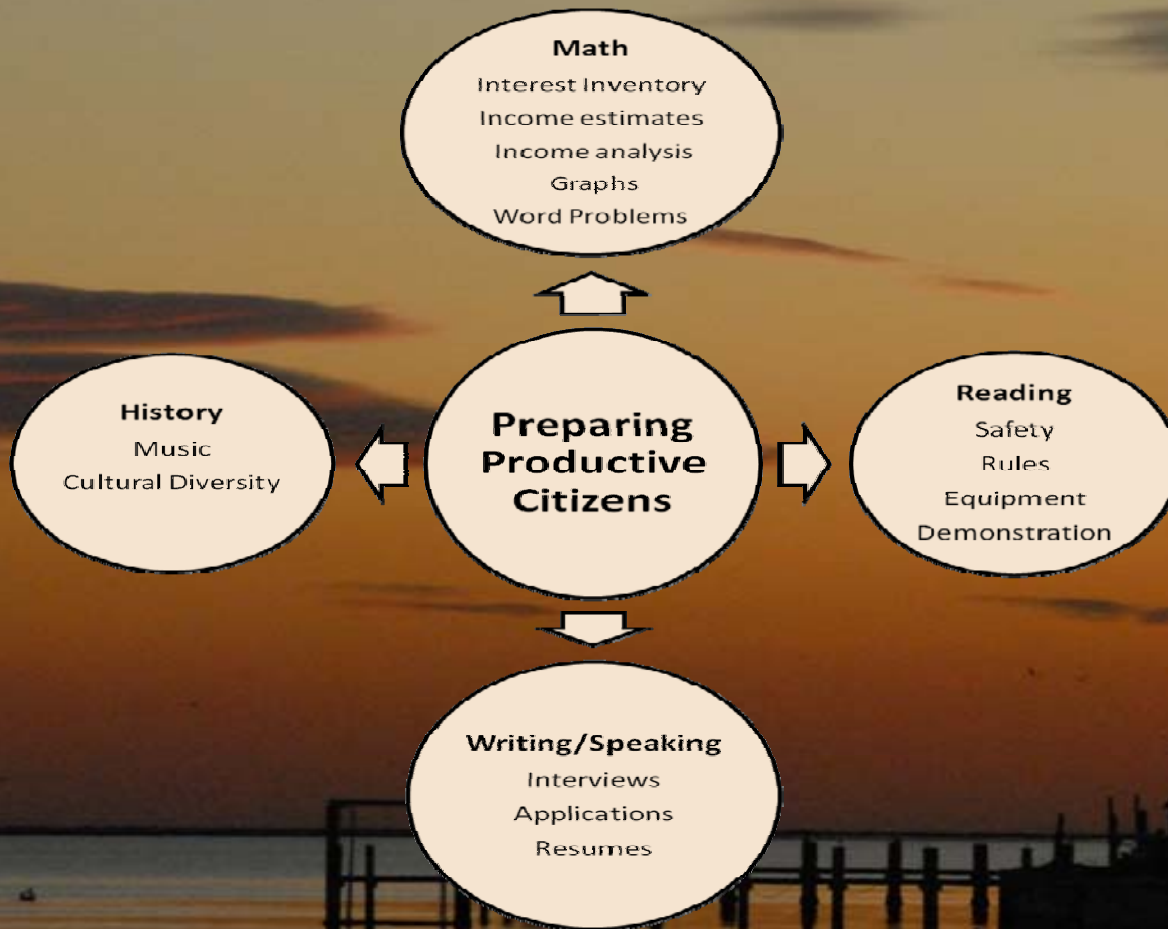 Math
Interest Inventory
Income estimates
Income analysis
Graphs
Word Problems
History
Music
Cultural Diversity
Preparing
Productive
Citizens
Reading
Safety
Rules
Equipment
Demonstration
Writing/Speaking
Interviews
Applications
Resumes